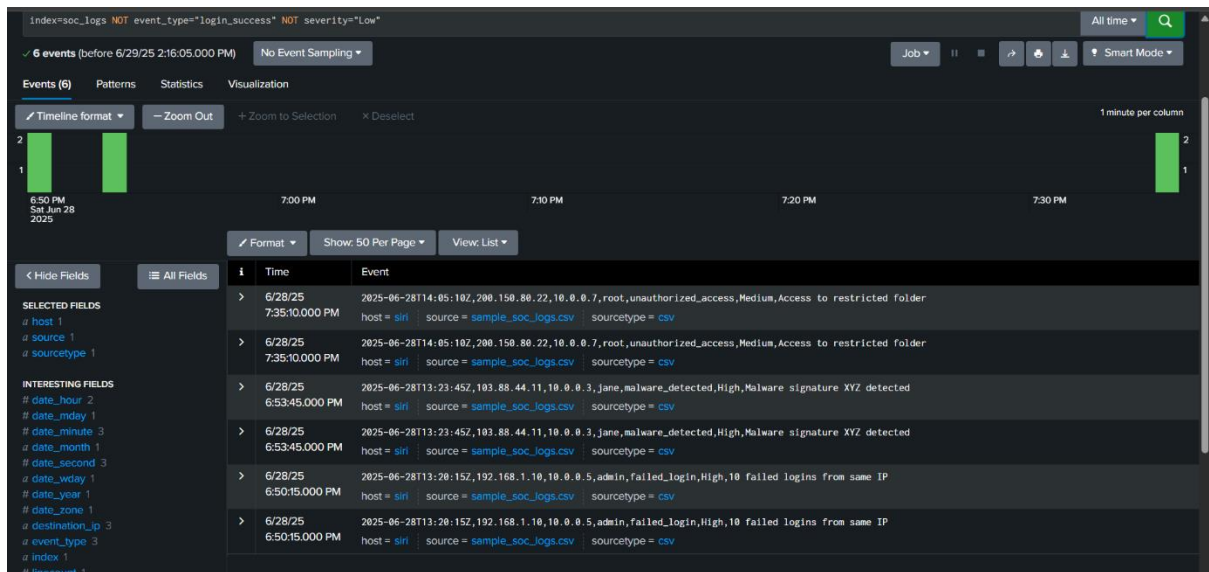 index=soc_logs NOT event_type="login_success" NOT severity="Low"
All time
6 events (before 6/29/25 2:16:05.000 PM) No Event Sampling Job Smart Mode
Events (6) Patterns Statistics Visualization
Timeline format — Zoom Out + Zoom to Selection × Deselect 1 minute per column
2 2
1 1
6:50 PM 7:00 PM 7:10 PM 7:20 PM 7:30 PM
Sat Jun 28
2025
Format Show: 50 Per Page View: List
< Hide Fields All Fields i Time Event
SELECTED FIELDS
a host 1
a source 1
a sourcetype 1
INTERESTING FIELDS
# date_hour 2
# date_mday 1
# date_minute 3
a date_month 1
# date_second 3
a date_wday 1
# date_year 1
# date_zone 1
a destination_ip 3
a event_type 3
a index 1
> 6/28/25 2025-06-28T14:05:10Z,200.150.80.22,10.0.0.7,root,unauthorized_access,Medium,Access to restricted folder
7:35:10.000 PM host = siri source = sample_soc_logs.csv sourcetype = csv
> 6/28/25 2025-06-28T14:05:10Z,200.150.80.22,10.0.0.7,root,unauthorized_access,Medium,Access to restricted folder
7:35:10.000 PM host = siri source = sample_soc_logs.csv sourcetype = csv
> 6/28/25 2025-06-28T13:23:45Z,103.88.44.11,10.0.0.3,jane,malware_detected,High,Malware signature XYZ detected
6:53:45.000 PM host = siri source = sample_soc_logs.csv sourcetype = csv
> 6/28/25 2025-06-28T13:23:45Z,103.88.44.11,10.0.0.3,jane,malware_detected,High,Malware signature XYZ detected
6:53:45.000 PM host = siri source = sample_soc_logs.csv sourcetype = csv
> 6/28/25 2025-06-28T13:20:15Z,192.168.1.10,10.0.0.5,admin,failed_login,High,10 failed logins from same IP
6:50:15.000 PM host = siri source = sample_soc_logs.csv sourcetype = csv
> 6/28/25 2025-06-28T13:20:15Z,192.168.1.10,10.0.0.5,admin,failed_login,High,10 failed logins from same IP
6:50:15.000 PM host = siri source = sample_soc_logs.csv sourcetype = csv